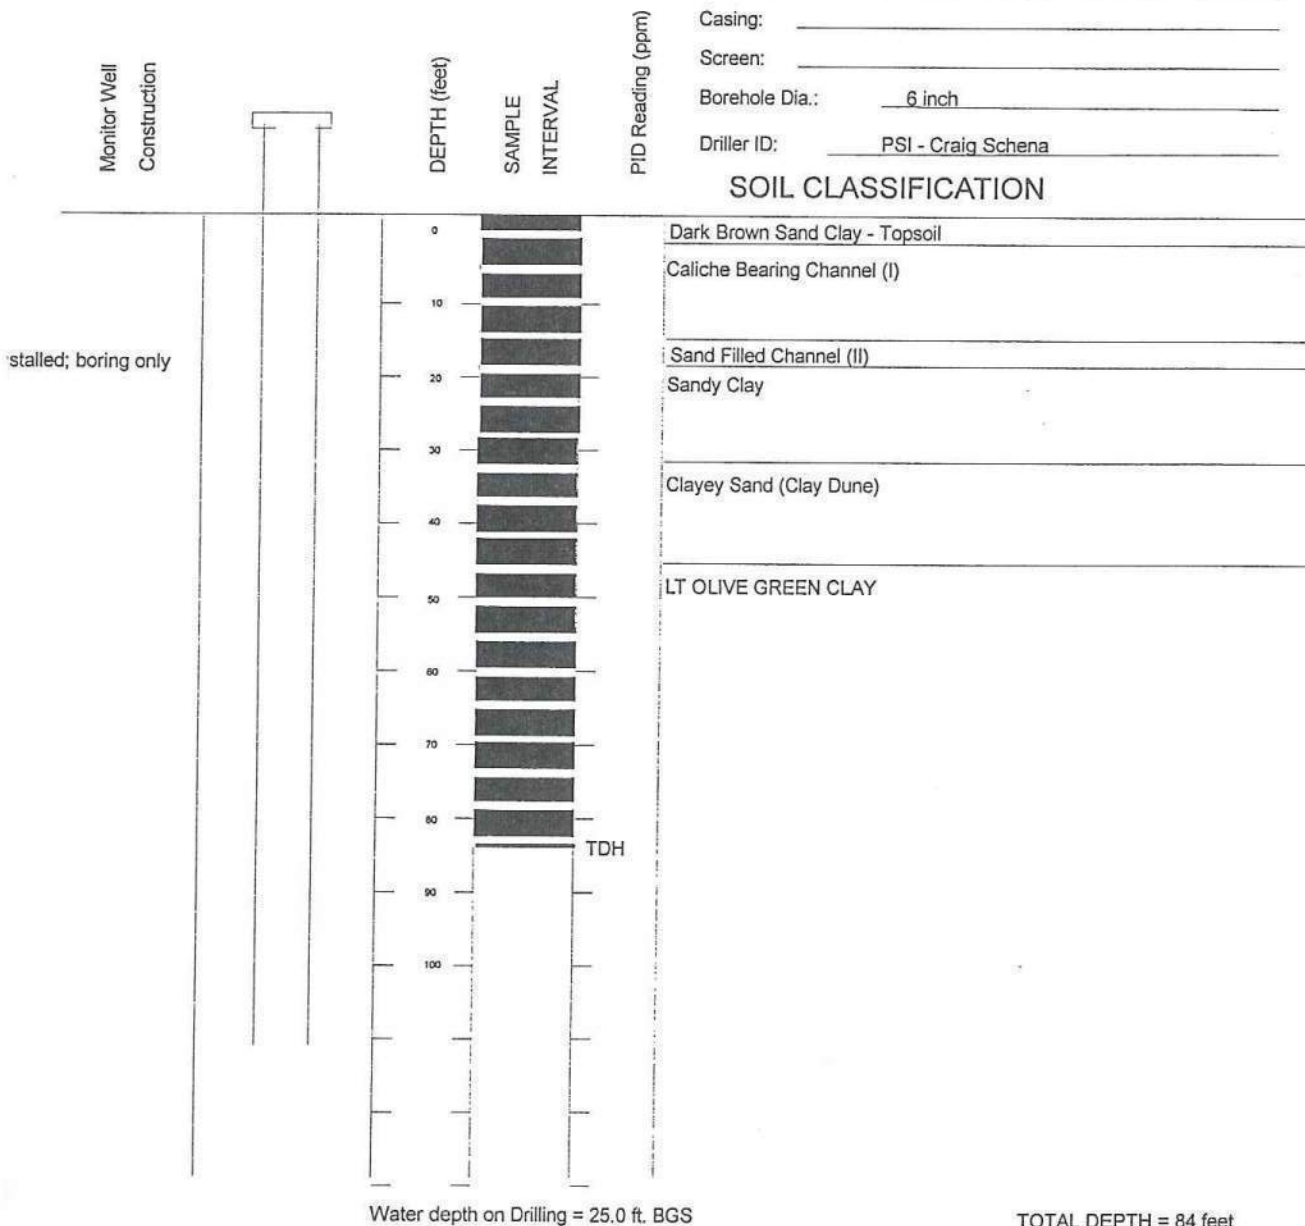 Casing:
Screen:
Borehole Dia.: 6 inch
Driller ID: PSI - Craig Schena
Monitor Well
Construction
DEPTH (feet)
SAMPLE
INTERVAL
PID Reading (ppm)
SOIL CLASSIFICATION
0
Dark Brown Sand Clay - Topsoil
Caliche Bearing Channel (I)
10
stalled; boring only
Sand Filled Channel (II)
20
Sandy Clay
30
Clayey Sand (Clay Dune)
40
LT OLIVE GREEN CLAY
50
60
70
80
TDH
90
100
Water depth on Drilling = 25.0 ft. BGS
TOTAL DEPTH = 84 feet